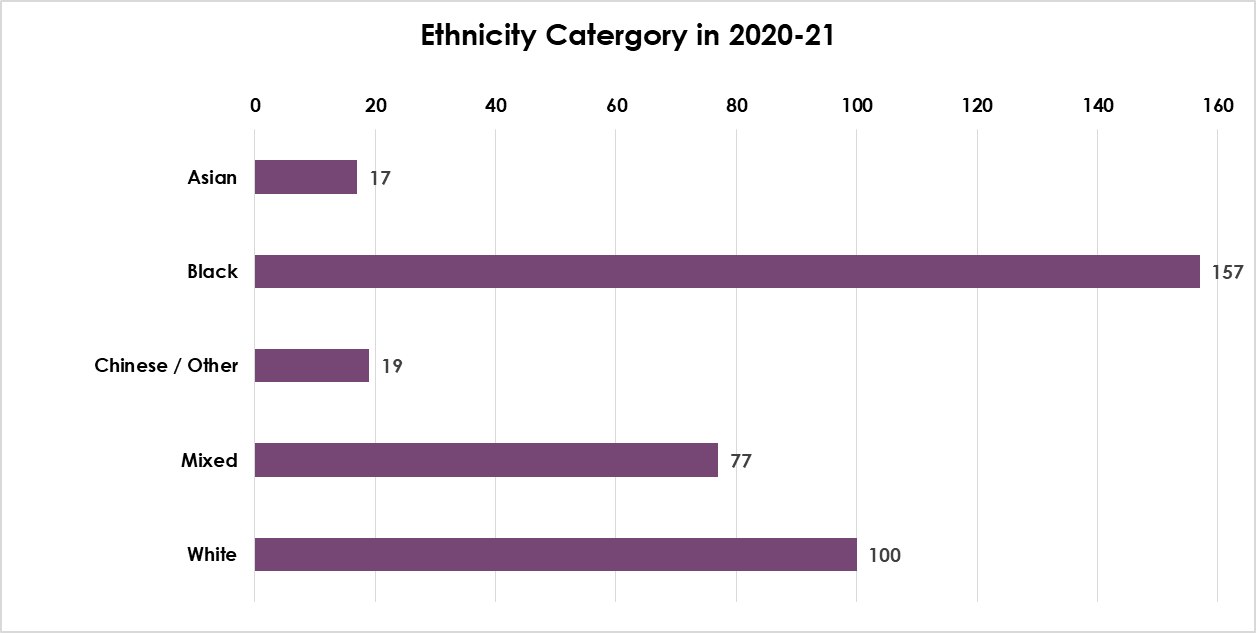 Ethnicity Catergory in 2020-21
0 20 40 60 80 100 120 140 160
Asian 17
Black 157
Chinese / Other 19
Mixed 77
White 100